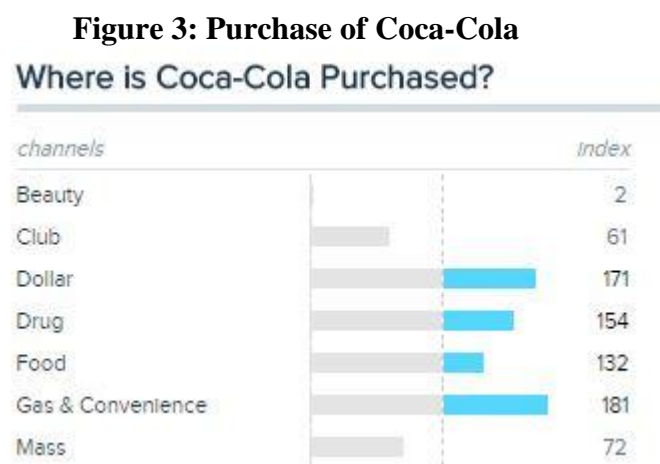 Figure 3: Purchase of Coca-Cola
Where is Coca-Cola Purchased?
channels Index
Beauty 2
Club 61
Dollar 171
Drug 154
Food 132
Gas & Convenience 181
Mass 72